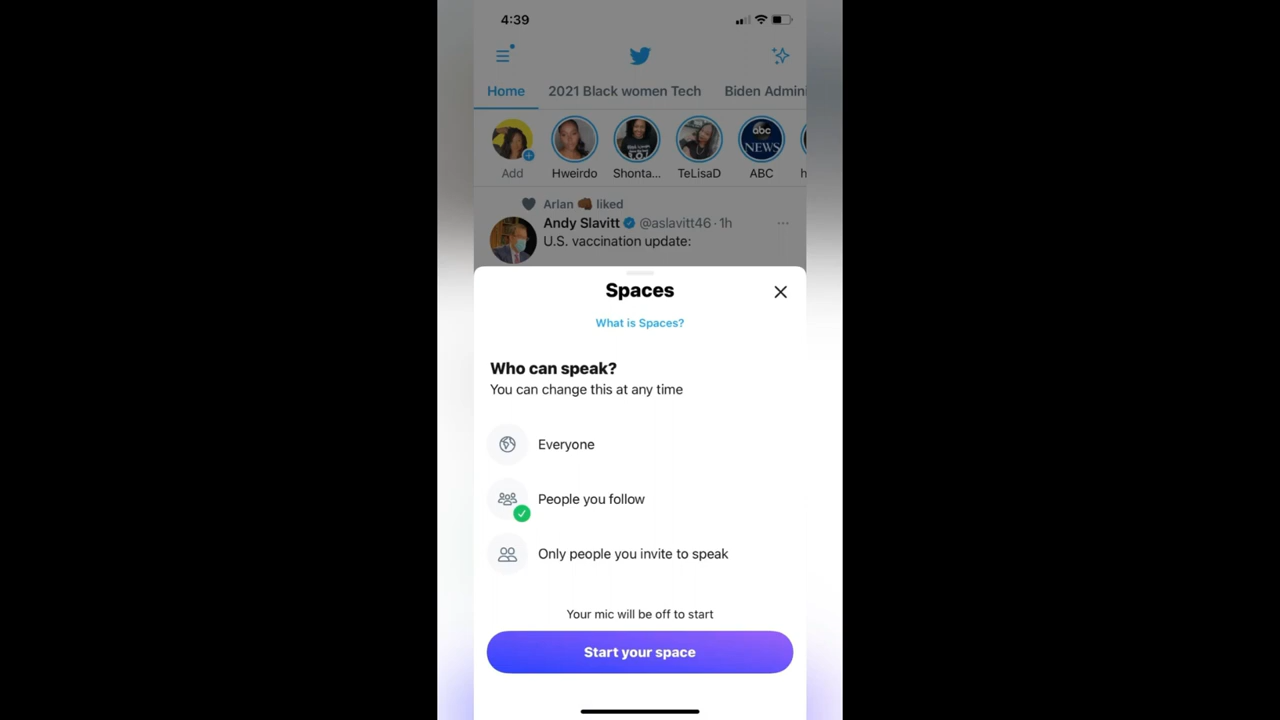 4:39
Home 2021 Black women Tech Biden Admini
abc
NEWS
Add Hweirdo Shonta... TeLisaD ABC h
Arlan liked
Andy Slavitt @aslavitt46 · 1h ...
U.S. vaccination update:
Spaces
What is Spaces?
Who can speak?
You can change this at any time
Everyone
People you follow
Only people you invite to speak
Your mic will be off to start
Start your space